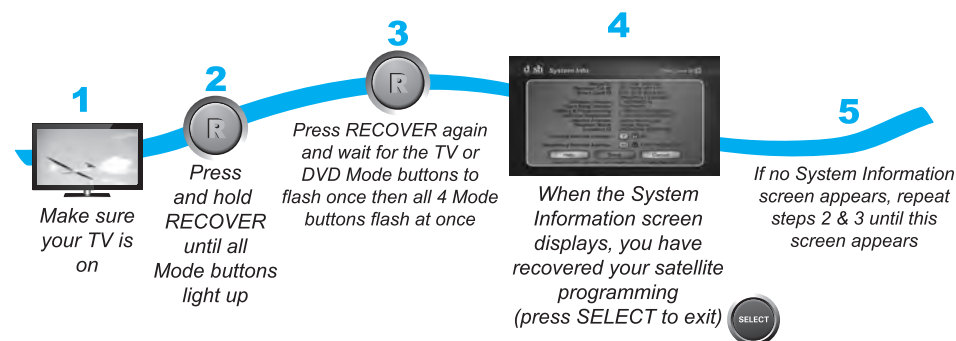 1
Make sure
your TV is
on
2
R
Press
and hold
RECOVER
until all
Mode buttons
light up
3
R
Press RECOVER again
and wait for the TV or
DVD Mode buttons to
flash once then all 4 Mode
buttons flash at once
4
dish System Info
When the System
Information screen
displays, you have
recovered your satellite
programming
(press SELECT to exit)
SELECT
5
If no System Information
screen appears, repeat
steps 2 & 3 until this
screen appears